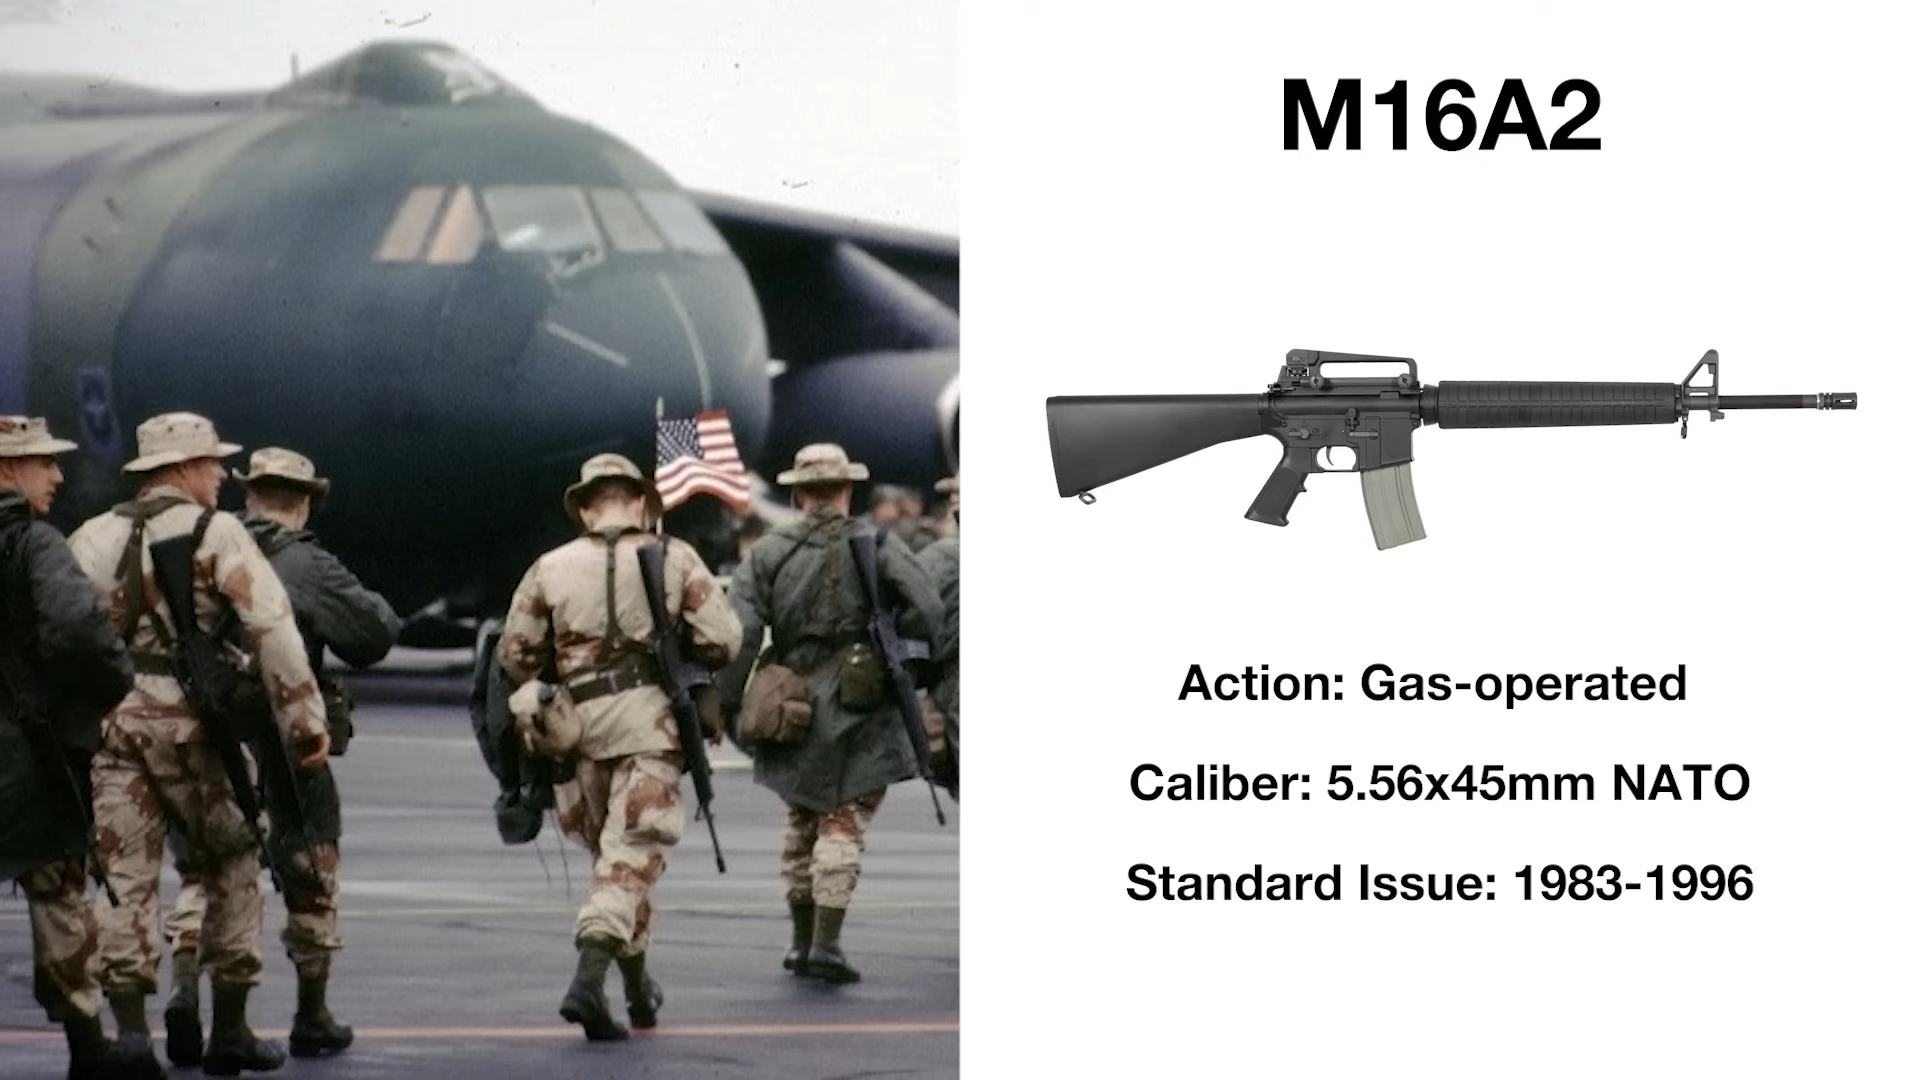 M16A2
Action: Gas-operated
Caliber: 5.56x45mm NATO
Standard Issue: 1983-1996